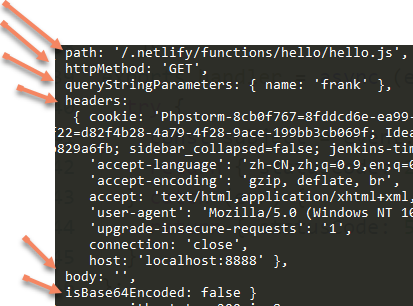 path: '/.netlify/functions/hello/hello.js',
httpMethod: 'GET',
queryStringParameters: { name: 'frank' },
headers:
{ cookie: 'Phpstorm-8cb0f767=8fddcd6e-ea99-
f22=d82f4b28-4a79-4f28-9ace-199bb3cb069f; Idea
b829a6fb; sidebar_collapsed=false; jenkins-tim
'accept-language': 'zh-CN,zh;q=0.9,en;q=0
'accept-encoding': 'gzip, deflate, br',
accept: 'text/html,application/xhtml+xml,
'user-agent': 'Mozilla/5.0 (Windows NT 10
'upgrade-insecure-requests': '1',
connection: 'close',
host: 'localhost:8888' },
body: '',
isBase64Encoded: false }